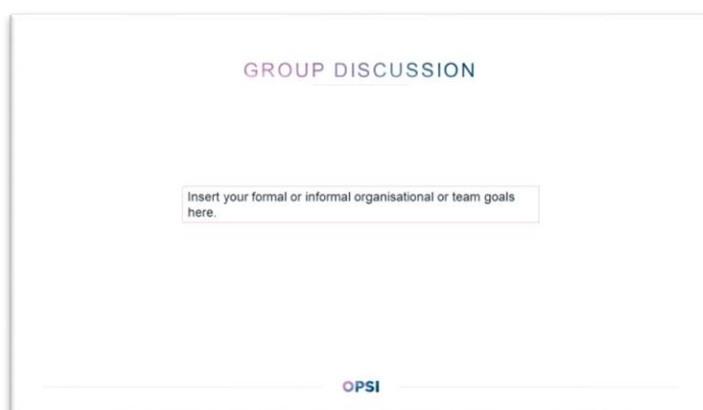 GROUP DISCUSSION
Insert your formal or informal organisational or team goals
here.
OPSI